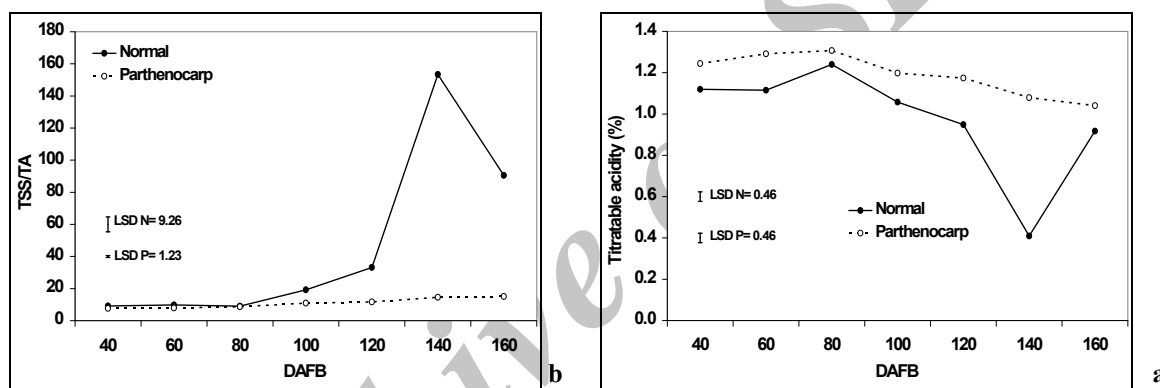 180
160
140
120
100
80
60
40
20
0
TSS/TA
Normal
Parthenocarp
LSD N= 9.26
LSD P= 1.23
40 60 80 100 120 140 160
DAFB
b
1.4
1.2
1.0
0.8
0.6
0.4
0.2
0.0
Titratable acidity (%)
LSD N= 0.46
LSD P= 0.46
Normal
Parthenocarp
40 60 80 100 120 140 160
DAFB
a